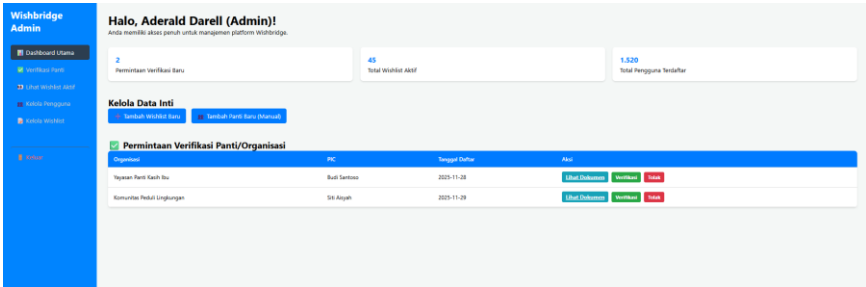 Wishbridge
Admin
Dashboard Utama
Verifikasi Panti
Lihat Wishlist Aktif
Kelola Pengguna
Kelola Wishlist
Keluar
Halo, Aderald Darell (Admin)!
Anda memiliki akses penuh untuk manajemen platform Wishbridge.
2
Permintaan Verifikasi Baru
45
Total Wishlist Aktif
1.520
Total Pengguna Terdaftar
Kelola Data Inti
Tambah Wishlist Baru
Tambah Panti Baru (Manual)
Permintaan Verifikasi Panti/Organisasi
Organisasi PIC Tanggal Daftar Aksi
Yayasan Panti Kasih Ibu Budi Santoso 2025-11-28 Lihat Dokumen Verifikasi Tolak
Komunitas Peduli Lingkungan Siti Aisyah 2025-11-29 Lihat Dokumen Verifikasi Tolak